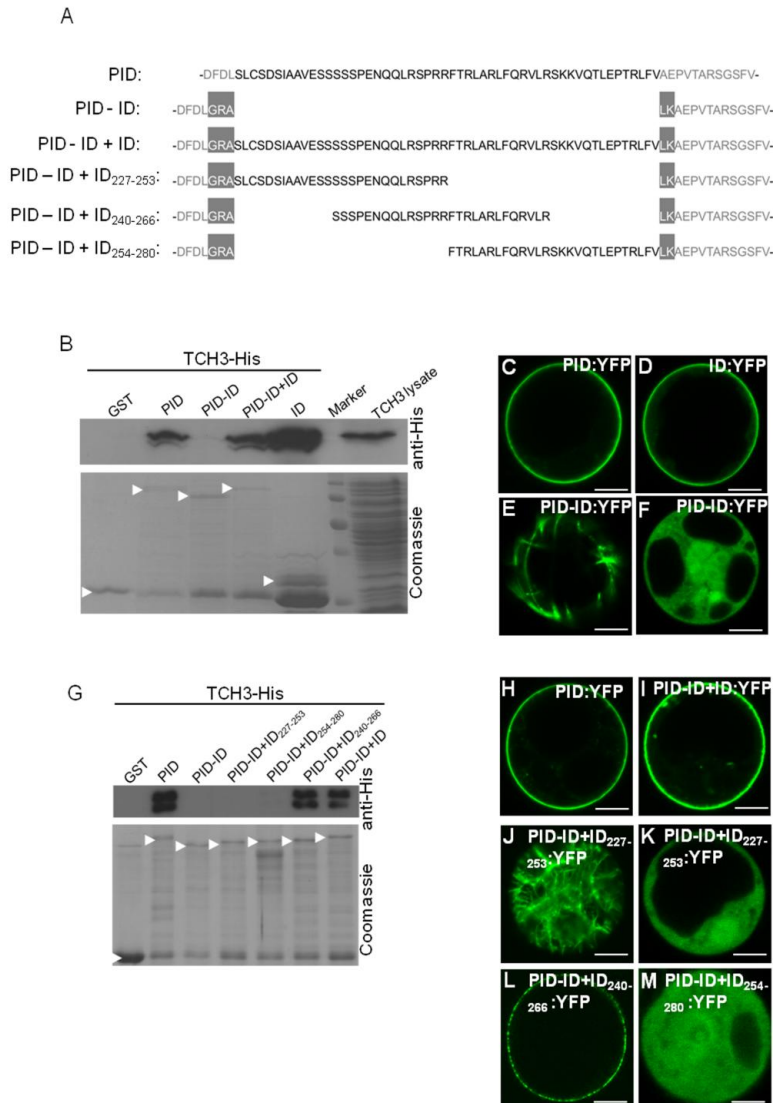 A
PID: -DFDLSLCSDSIAAVESSSSSPENQQLRSPRRFTRLARLFQRVLRSKKVQTLEPTRLFVAEPVTARSGSFV-
PID - ID: -DFDLGRA LKAEPVTARSGSFV-
PID - ID + ID: -DFDLGRASLCSDSIAAVESSSSSPENQQLRSPRRFTRLARLFQRVLRSKKVQTLEPTRLFVLKAEPVTARSGSFV-
PID – ID + ID227-253: -DFDLGRASLCSDSIAAVESSSSSPENQQLRSPRR LKAEPVTARSGSFV-
PID – ID + ID240-266: -DFDLGRA SSSPENQQLRSPRRFTRLARLFQRVLR LKAEPVTARSGSFV-
PID – ID + ID254-280: -DFDLGRA FTRLARLFQRVLRSKKVQTLEPTRLFVLKAEPVTARSGSFV-
B
TCH3-His
GST PID PID-ID PID-ID+ID ID Marker TCH3 lysate
anti-His
Coomassie
C PID:YFP
D ID:YFP
E PID-ID:YFP
F PID-ID:YFP
G
TCH3-His
GST PID PID-ID PID-ID+ID227-253 PID-ID+ID254-280 PID-ID+ID240-266 PID-ID+ID
anti-His
Coomassie
H PID:YFP
I PID-ID+ID:YFP
J PID-ID+ID227-
253:YFP
K PID-ID+ID227-
253:YFP
L PID-ID+ID240-
266:YFP
M PID-ID+ID254-
280:YFP